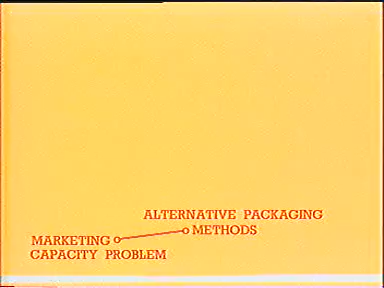 ALTERNATIVE PACKAGING
METHODS
MARKETING
CAPACITY PROBLEM